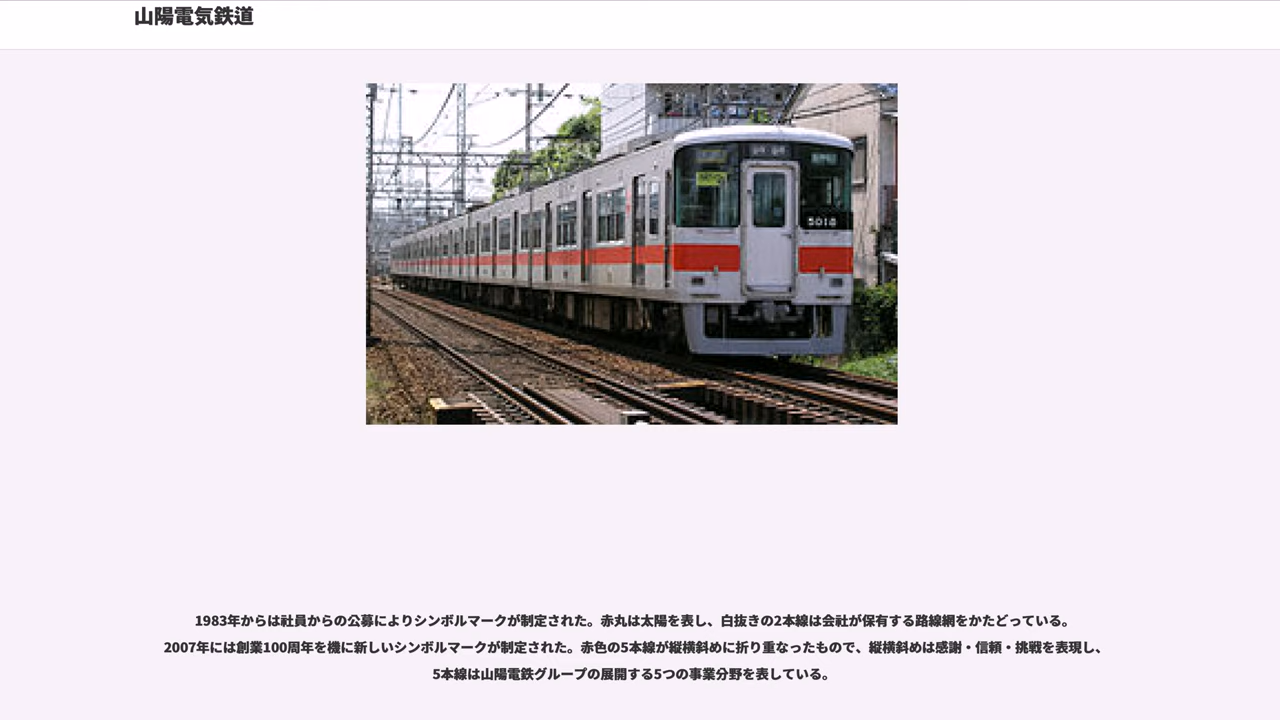 山陽電気鉄道
5018
1983年からは社員からの公募によりシンボルマークが制定された。赤丸は太陽を表し、白抜きの2本線は会社が保有する路線網をかたどっている。
2007年には創業100周年を機に新しいシンボルマークが制定された。赤色の5本線が縦横斜めに折り重なったもので、縦横斜めは感謝・信頼・挑戦を表現し、
5本線は山陽電鉄グループの展開する5つの事業分野を表している。